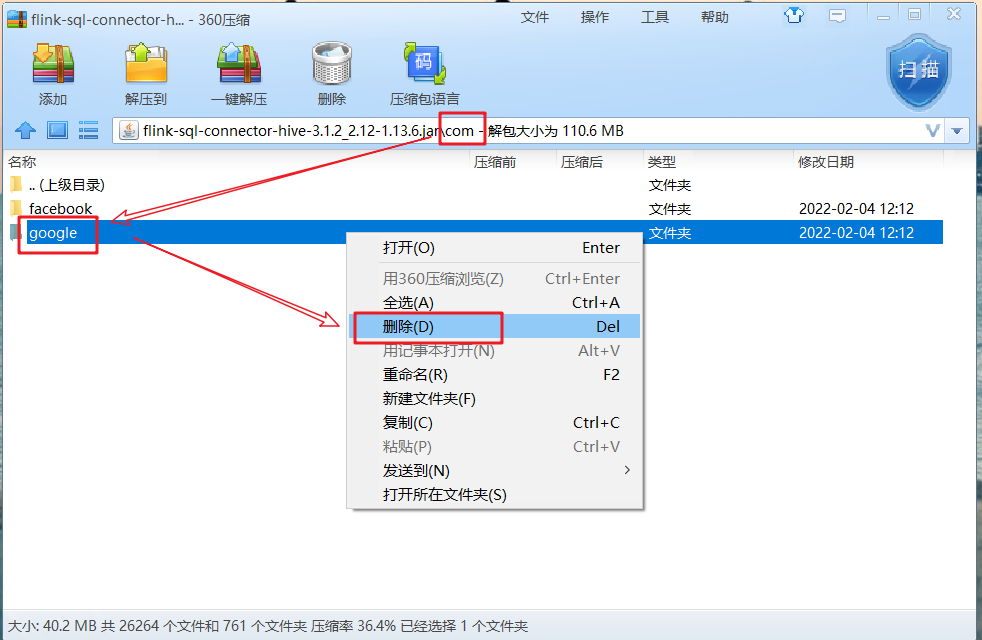 flink-sql-connector-h... - 360压缩
文件 操作 工具 帮助
添加 解压到 一键解压 删除 压缩包语言
码
扫描
flink-sql-connector-hive-3.1.2_2.12-1.13.6.jar\com - 解包大小为 110.6 MB
名称 压缩前 压缩后 类型 修改日期
.. (上级目录) 文件夹
facebook 文件夹 2022-02-04 12:12
google 文件夹 2022-02-04 12:12
打开(O) Enter
用360压缩浏览(Z) Ctrl+Enter
全选(A) Ctrl+A
删除(D) Del
用记事本打开(N) Alt+V
重命名(R) F2
新建文件夹(F)
复制(C) Ctrl+C
粘贴(P) Ctrl+V
发送到(N)
打开所在文件夹(S)
大小: 40.2 MB 共 26264 个文件和 761 个文件夹 压缩率 36.4% 已经选择 1 个文件夹